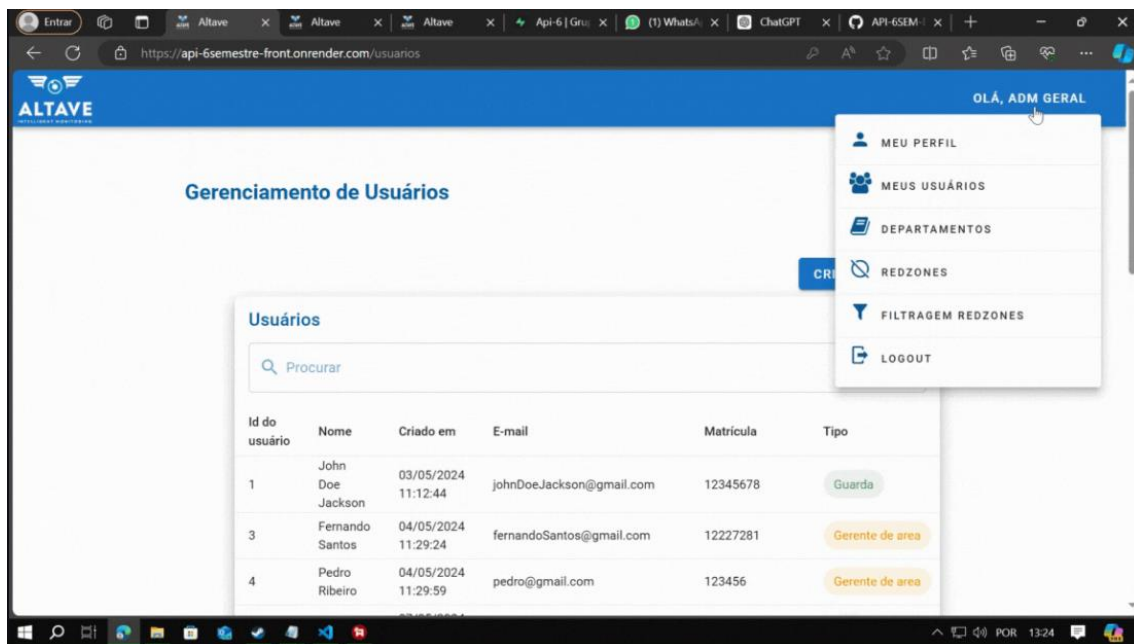 Entrar
Altave
Altave
Altave
Api-6 | Gru
(1) WhatsA
ChatGPT
API-6SEM-
https://api-6semestre-front.onrender.com/usuarios
ALTAVE
OLÁ, ADM GERAL
MEU PERFIL
MEUS USUÁRIOS
DEPARTAMENTOS
REDZONES
FILTRAGEM REDZONES
LOGOUT
Gerenciamento de Usuários
CRI
Usuários
Procurar
Id do usuário Nome Criado em E-mail Matrícula Tipo
1 John Doe Jackson 03/05/2024 11:12:44 johnDoeJackson@gmail.com 12345678 Guarda
3 Fernando Santos 04/05/2024 11:29:24 fernandoSantos@gmail.com 12227281 Gerente de area
4 Pedro Ribeiro 04/05/2024 11:29:59 pedro@gmail.com 123456 Gerente de area
POR 13:24